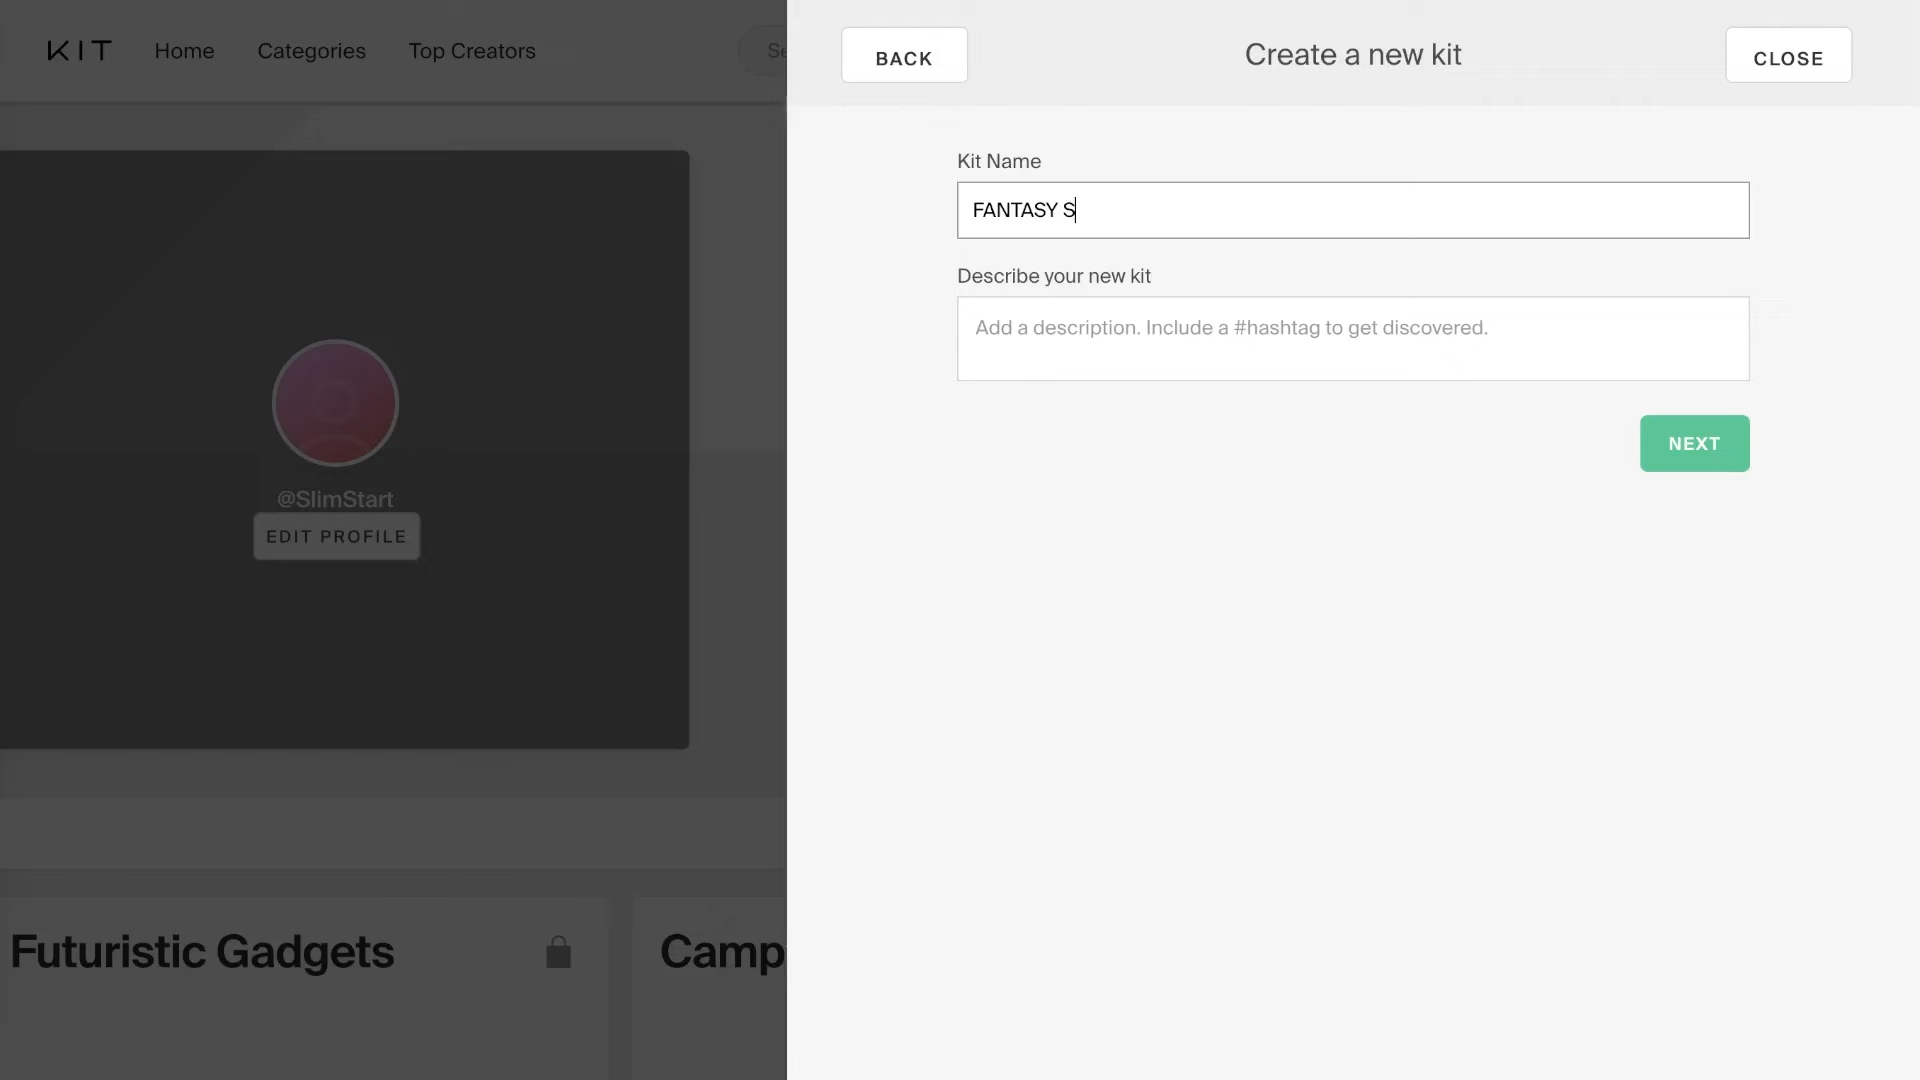 KIT Home Categories Top Creators Se
BACK Create a new kit CLOSE
Kit Name
FANTASY S
Describe your new kit
Add a description. Include a #hashtag to get discovered.
NEXT
@SlimStart
EDIT PROFILE
Futuristic Gadgets Camp